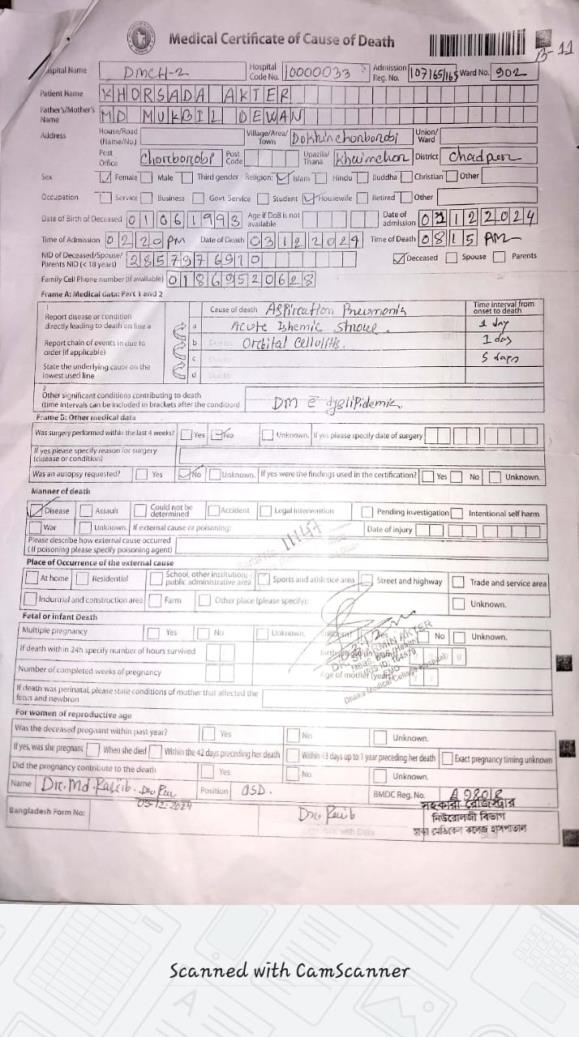 Medical Certificate of Cause of Death
B-11
Hospital Name DMCH-2 Hospital Code No. 10000033 Admission Reg. No. 107/65/165 Ward No. 902
Patient Name KHORSADA AKTER
Father's/Mother's Name MD MUKBIL DEWAN
Address House/Road (Name/No.) Village/Area/Town Dokhinchonborobi Union/Ward
Post Office Chorborobi Post Code Upazila/Thana Khaimchor District Chadpur
Sex Female Male Third gender Religion: Islam Hindu Buddha Christian Other
Occupation Service Business Govt Service Student Housewife Retired Other
Date of Birth of Deceased 01061993 Age if DoB is not available Date of admission 02122024
Time of Admission 02 20 PM Date of Death 03122024 Time of Death 0815 PM
NID of Deceased/Spouse/Parents NID (< 18 years) 2857976910 Deceased Spouse Parents
Family Cell Phone number (if available) 01869520628
Frame A: Medical data: Part 1 and 2
1 Cause of death Time interval from onset to death
Report disease or condition directly leading to death on line a a Aspiration Pneumonia 1 day
Report chain of events in due to order (if applicable) b Acute Ishemic stroke 1 day
State the underlying cause on the lowest used line c Orbital Cellulitis 5 days
d
2
Other significant conditions contributing to death (time intervals can be included in brackets after the condition) DM c dyslipidemic
Frame B: Other medical data
Was surgery performed within the last 4 weeks? Yes No Unknown. If yes please specify date of surgery
If yes please specify reason for surgery (disease or condition)
Was an autopsy requested? Yes No Unknown. If yes were the findings used in the certification? Yes No Unknown.
Manner of death
Disease Assault Could not be determined Accident Legal intervention Pending investigation Intentional self harm
War Unknown. If external cause or poisoning: Date of injury
Please describe how external cause occurred (If poisoning please specify poisoning agent)
Place of Occurrence of the external cause
At home Residential School, other institution, public administrative area Sports and athletics area Street and highway Trade and service area
Industrial and construction area Farm Other place (please specify): Unknown.
Fetal or infant Death
Multiple pregnancy Yes No Unknown No Unknown.
If death within 24h specify number of hours survived
Number of completed weeks of pregnancy Age of mother (years)
If death was perinatal, please state conditions of mother that affected the fetus and newborn
For women of reproductive age
Was the deceased pregnant within past year? Yes No Unknown.
If yes, was she pregnant When she died Within the 42 days preceding her death Within 43 days up to 1 year preceding her death Exact pregnancy timing unknown
Did the pregnancy contribute to the death? Yes No Unknown
Name Dr. Md. Rakib Position OSD. BMDC Reg. No. A 98018
03/12/2024
সহকারী রেজিস্ট্রার
Bangladesh Form No:
নিউরোলজী বিভাগ
ঢাকা মেডিকেল কলেজ হাসপাতাল
Scanned with CamScanner